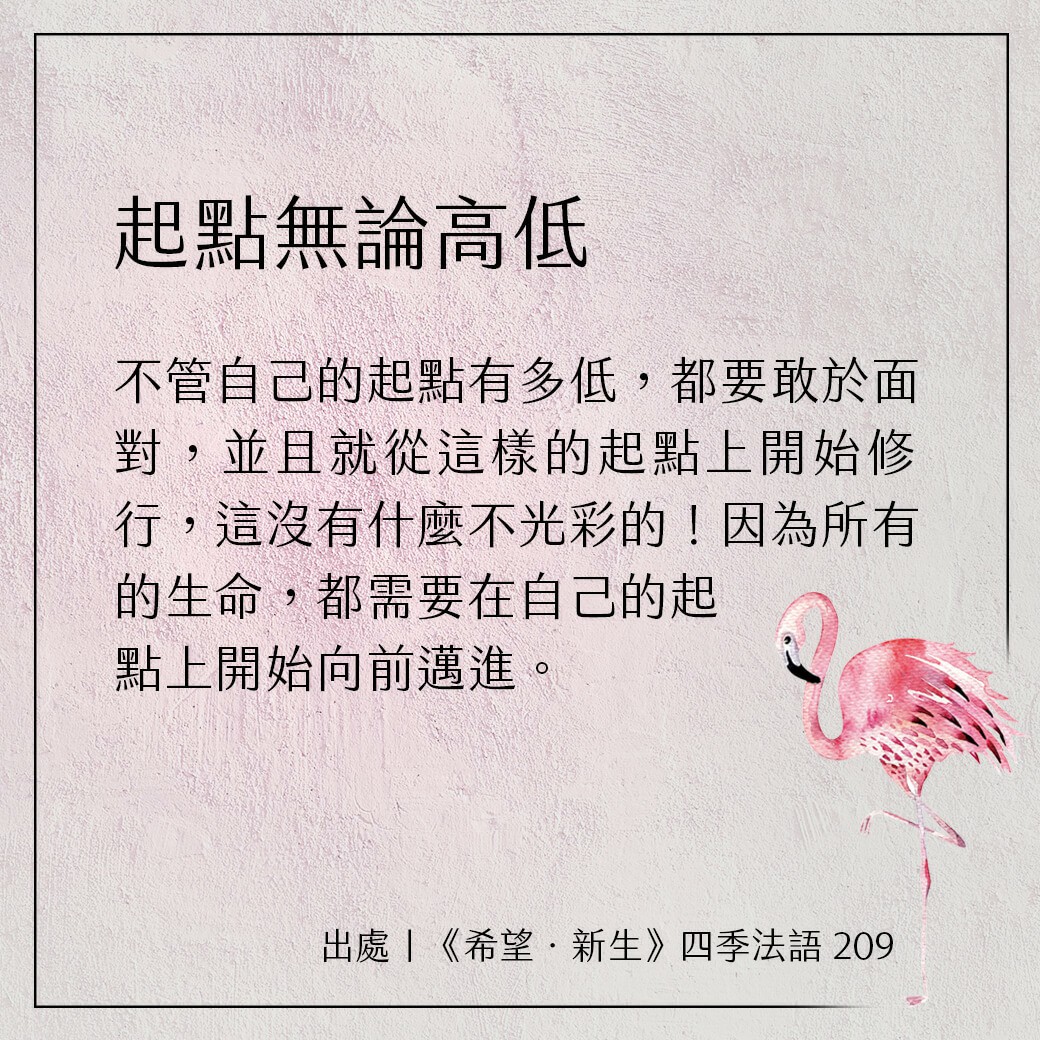 起點無論高低
不管自己的起點有多低，都要敢於面
對，並且就從這樣的起點上開始修
行，這沒有什麼不光彩的！因為所有
的生命，都需要在自己的起
點上開始向前邁進。
出處｜《希望．新生》四季法語 209